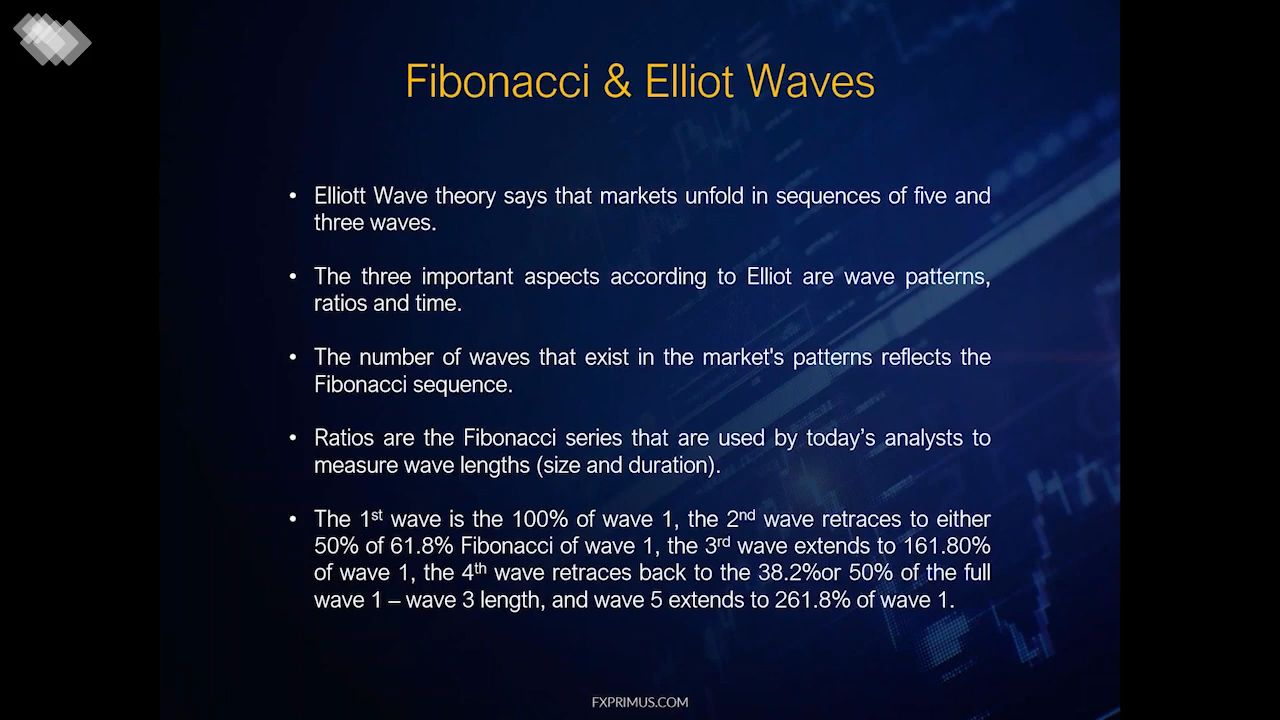 Fibonacci & Elliot Waves
• Elliott Wave theory says that markets unfold in sequences of five and
three waves.
• The three important aspects according to Elliot are wave patterns,
ratios and time.
• The number of waves that exist in the market's patterns reflects the
Fibonacci sequence.
• Ratios are the Fibonacci series that are used by today’s analysts to
measure wave lengths (size and duration).
• The 1st wave is the 100% of wave 1, the 2nd wave retraces to either
50% of 61.8% Fibonacci of wave 1, the 3rd wave extends to 161.80%
of wave 1, the 4th wave retraces back to the 38.2%or 50% of the full
wave 1 – wave 3 length, and wave 5 extends to 261.8% of wave 1.
FXPRIMUS.COM